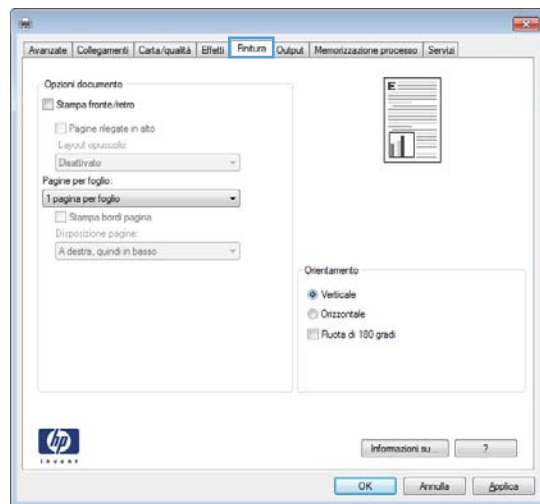 Avanzate Collegamenti Carta/qualità Effetti Finitura Output Memorizzazione processo Servizi
Opzioni documento
Stampa fronte/retro
Pagine rilegate in alto
Layout opuscolo:
Disattivato
Pagine per foglio:
1 pagina per foglio
Stampa bordi pagina
Disposizione pagine:
A destra, quindi in basso
E
Orientamento
Verticale
Orizzontale
Ruota di 180 gradi
hp
invent
Informazioni su... ?
OK Annulla Applica